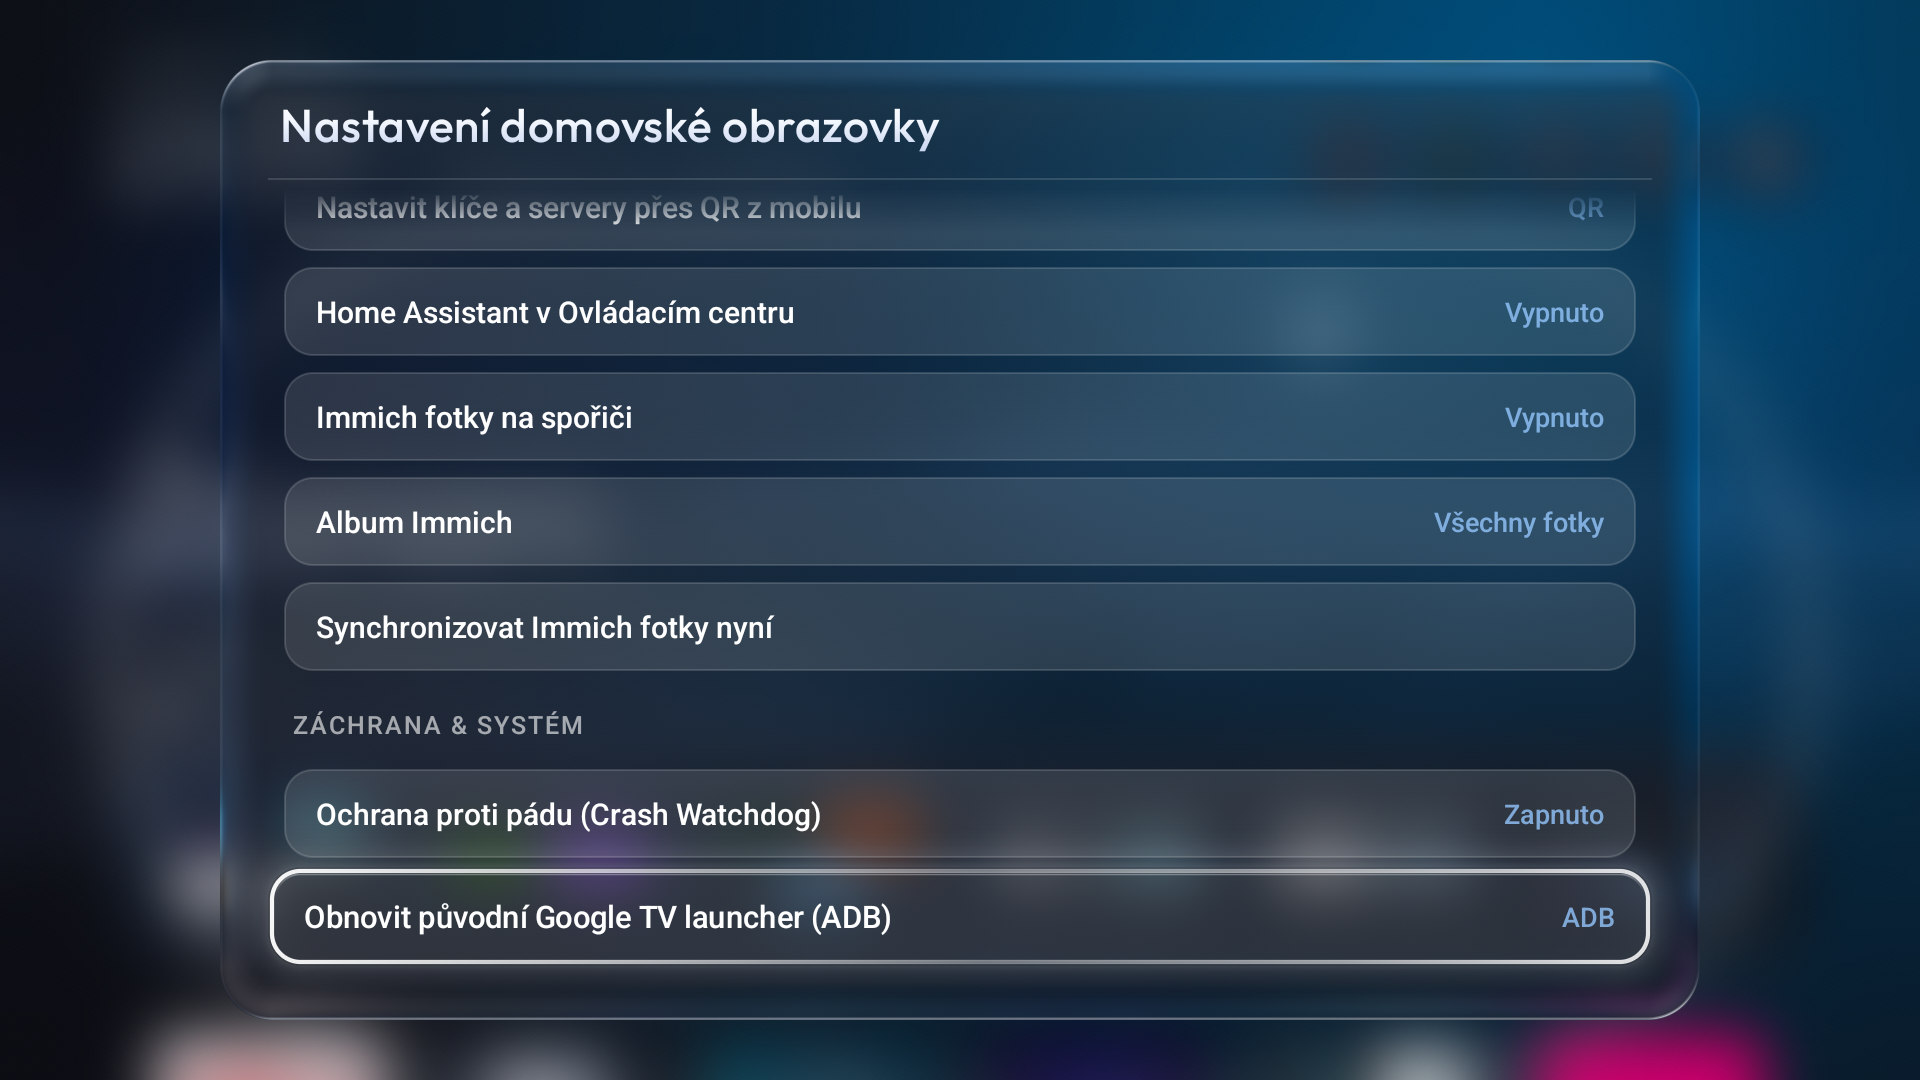 Nastavení domovské obrazovky
Nastavit klíče a servery přes QR z mobilu QR
Home Assistant v Ovládacím centru Vypnuto
Immich fotky na spořiči Vypnuto
Album Immich Všechny fotky
Synchronizovat Immich fotky nyní
ZÁCHRANA & SYSTÉM
Ochrana proti pádu (Crash Watchdog) Zapnuto
Obnovit původní Google TV launcher (ADB) ADB